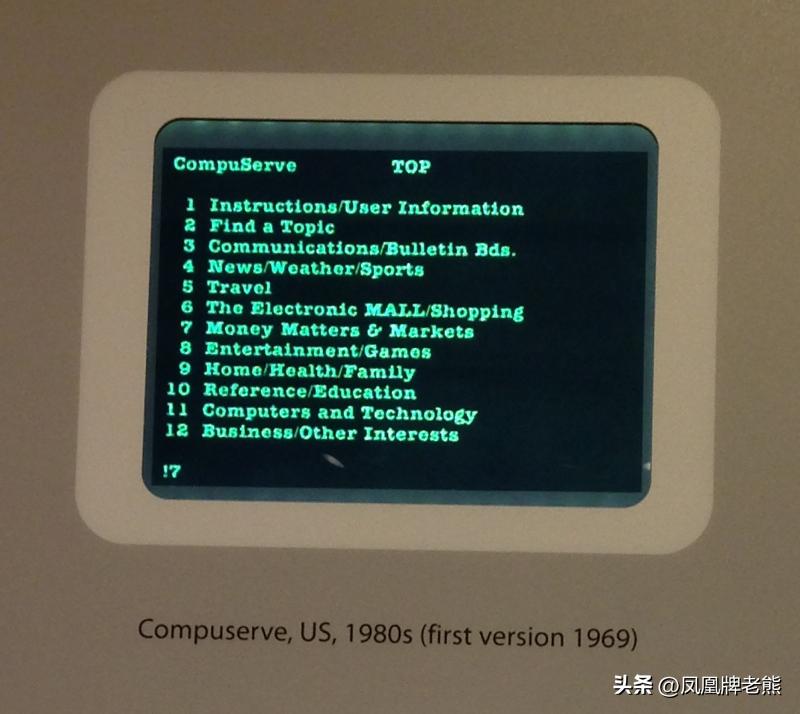 CompuServe TOP
1 Instructions/User Information
2 Find a Topic
3 Communications/Bulletin Bds.
4 News/Weather/Sports
5 Travel
6 The Electronic MALL/Shopping
7 Money Matters & Markets
8 Entertainment/Games
9 Home/Health/Family
10 Reference/Education
11 Computers and Technology
12 Business/Other Interests
!7
Compuserve, US, 1980s (first version 1969)
头条 @凤凰牌老熊